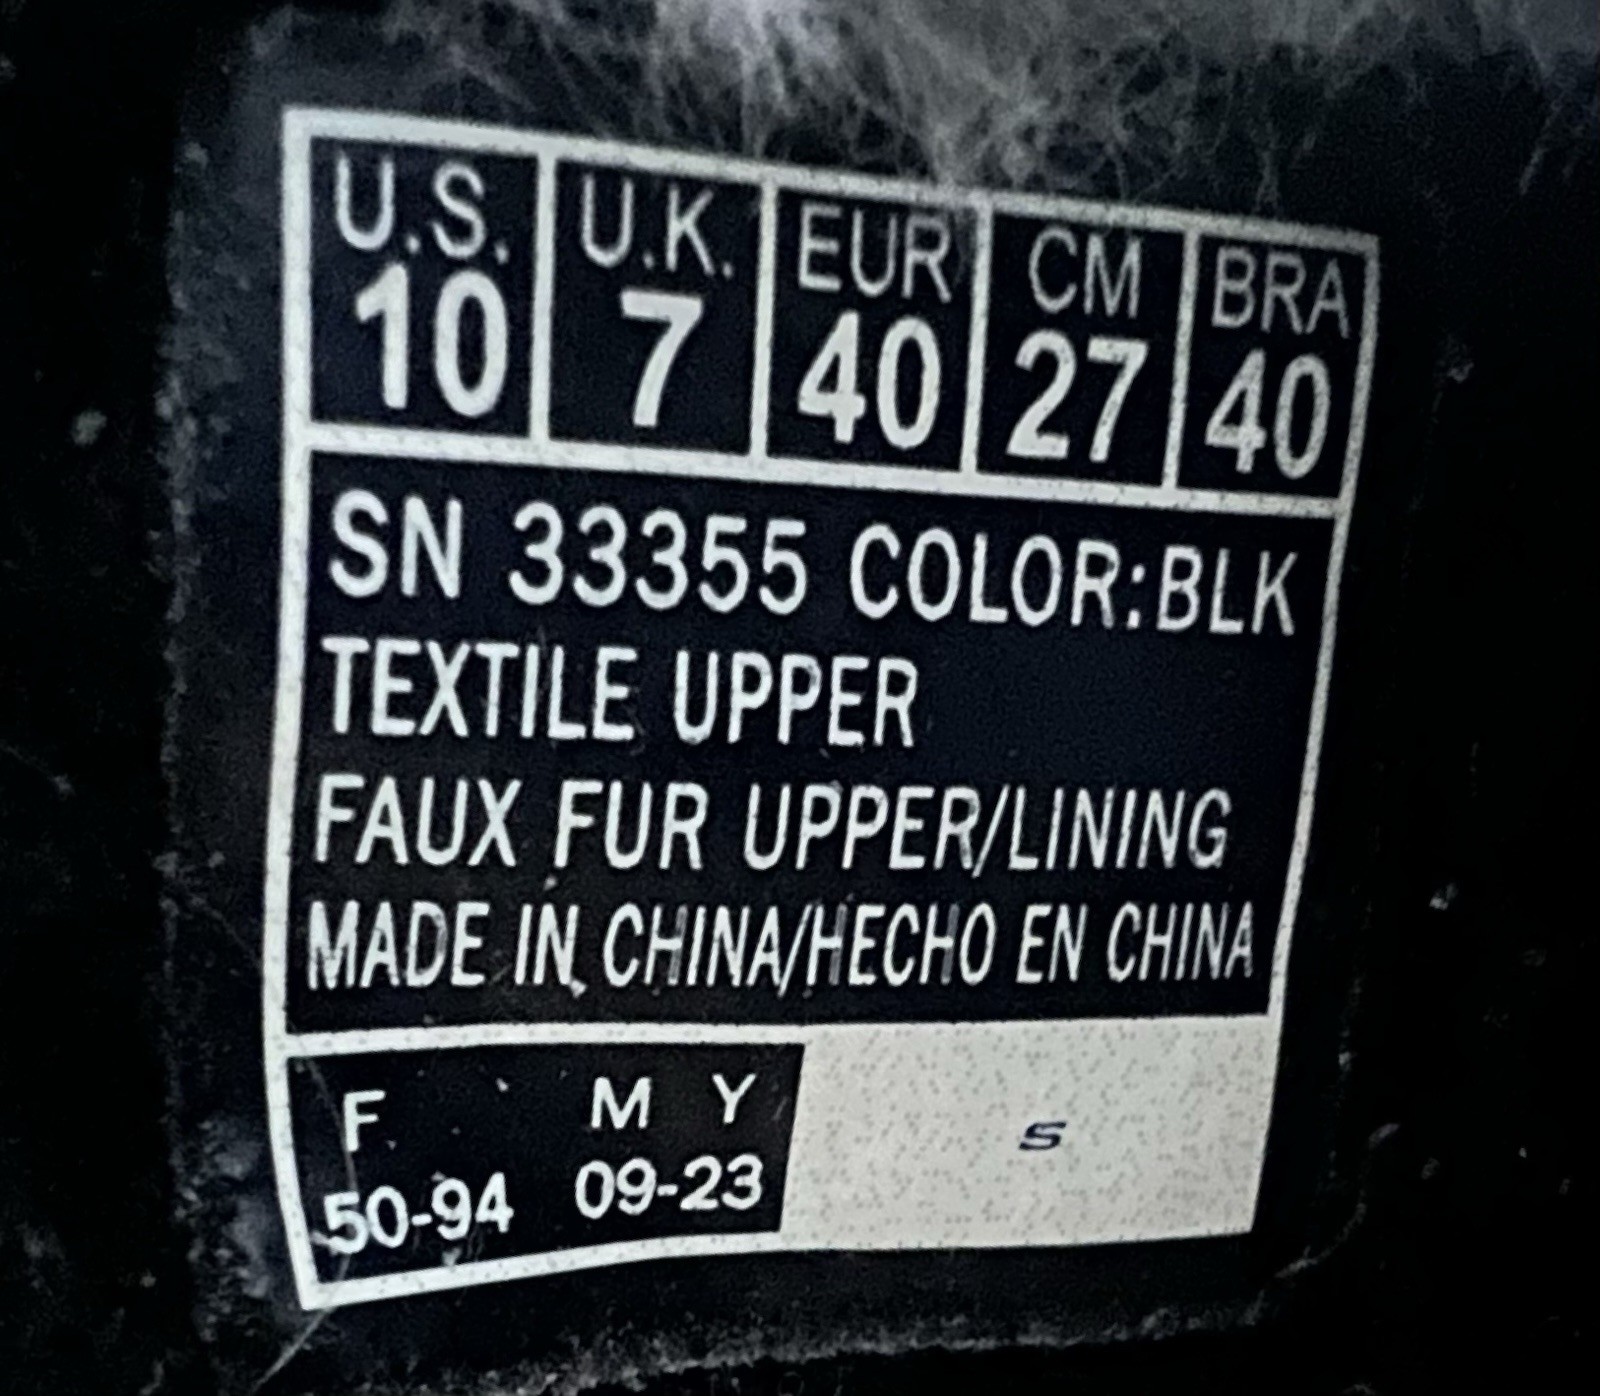 U.S. U.K. EUR CM BRA
10 7 40 27 40
SN 33355 COLOR:BLK
TEXTILE UPPER
FAUX FUR UPPER/LINING
MADE IN CHINA/HECHO EN CHINA
F M Y
50-94 09-23
S